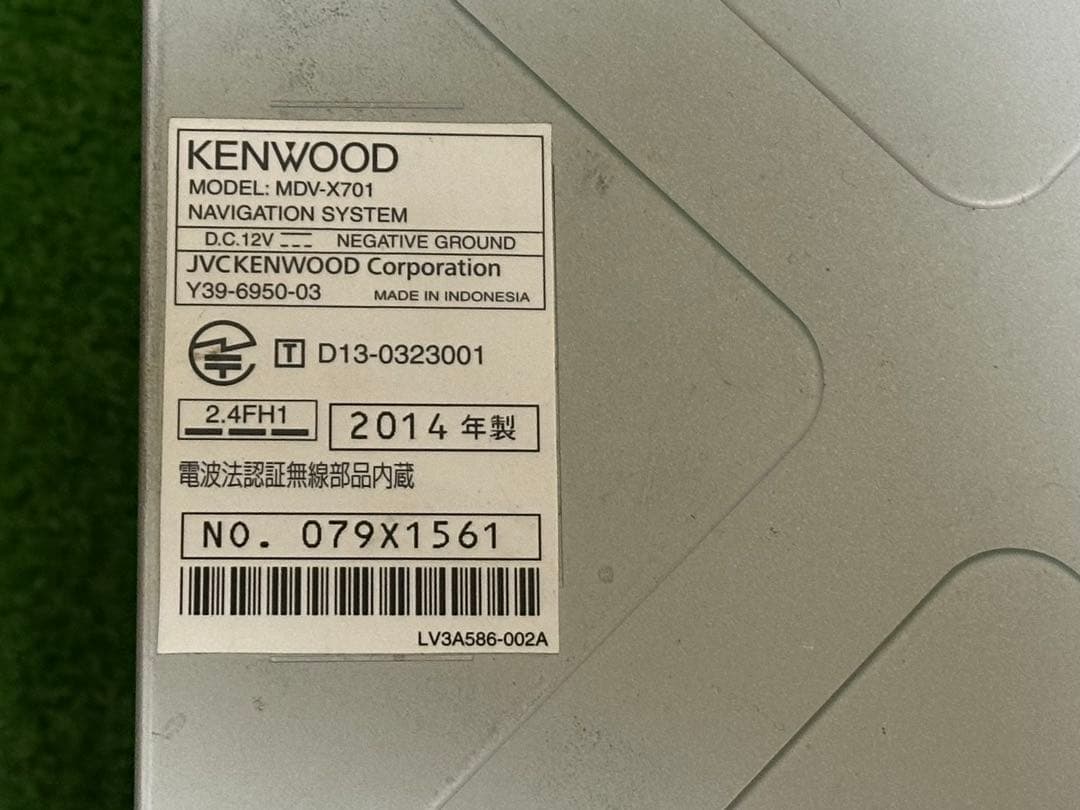 KENWOOD
MODEL: MDV-X701
NAVIGATION SYSTEM
D.C.12V NEGATIVE GROUND
JVCKENWOOD Corporation
Y39-6950-03 MADE IN INDONESIA
T D13-0323001
2.4FH1 2014 年製
電波法認証無線部品内蔵
NO. 079X1561
LV3A586-002A